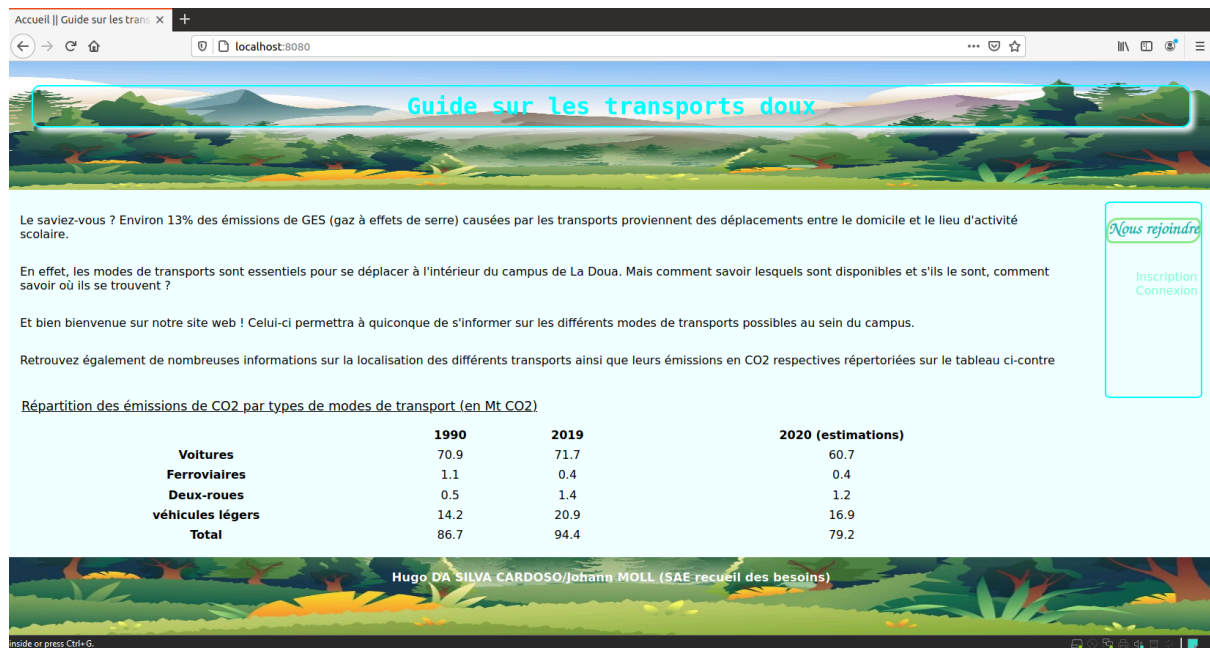 Accueil || Guide sur les trans
localhost:8080
Guide sur les transports doux
Le saviez-vous ? Environ 13% des émissions de GES (gaz à effets de serre) causées par les transports proviennent des déplacements entre le domicile et le lieu d'activité
scolaire.
En effet, les modes de transports sont essentiels pour se déplacer à l'intérieur du campus de La Doua. Mais comment savoir lesquels sont disponibles et s'ils le sont, comment
savoir où ils se trouvent ?
Et bien bienvenue sur notre site web ! Celui-ci permettra à quiconque de s'informer sur les différents modes de transports possibles au sein du campus.
Retrouvez également de nombreuses informations sur la localisation des différents transports ainsi que leurs émissions en CO2 respectives répertoriées sur le tableau ci-contre
Nous rejoindre
Inscription
Connexion
Répartition des émissions de CO2 par types de modes de transport (en Mt CO2)
1990 2019 2020 (estimations)
Voitures 70.9 71.7 60.7
Ferroviaires 1.1 0.4 0.4
Deux-roues 0.5 1.4 1.2
véhicules légers 14.2 20.9 16.9
Total 86.7 94.4 79.2
Hugo DA SILVA CARDOSO/Johann MOLL (SAE recueil des besoins)
inside or press Ctrl+G.